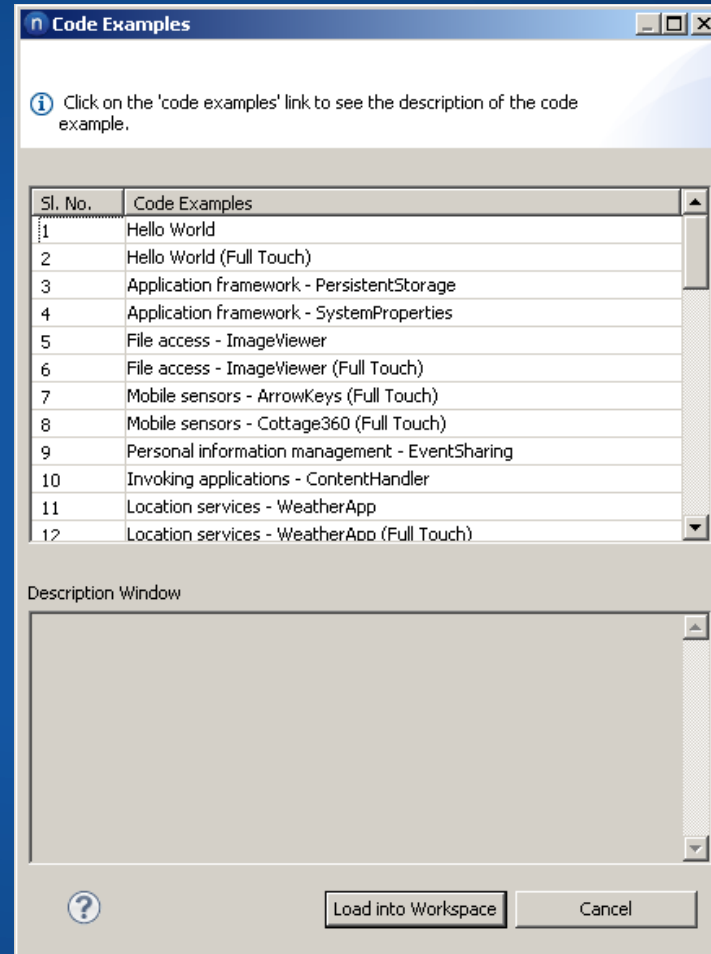 n Code Examples
i Click on the 'code examples' link to see the description of the code
example.
Sl. No. Code Examples
1 Hello World
2 Hello World (Full Touch)
3 Application framework - PersistentStorage
4 Application framework - SystemProperties
5 File access - ImageViewer
6 File access - ImageViewer (Full Touch)
7 Mobile sensors - ArrowKeys (Full Touch)
8 Mobile sensors - Cottage360 (Full Touch)
9 Personal information management - EventSharing
10 Invoking applications - ContentHandler
11 Location services - WeatherApp
12 Location services - WeatherApp (Full Touch)
Description Window
? Load into Workspace Cancel